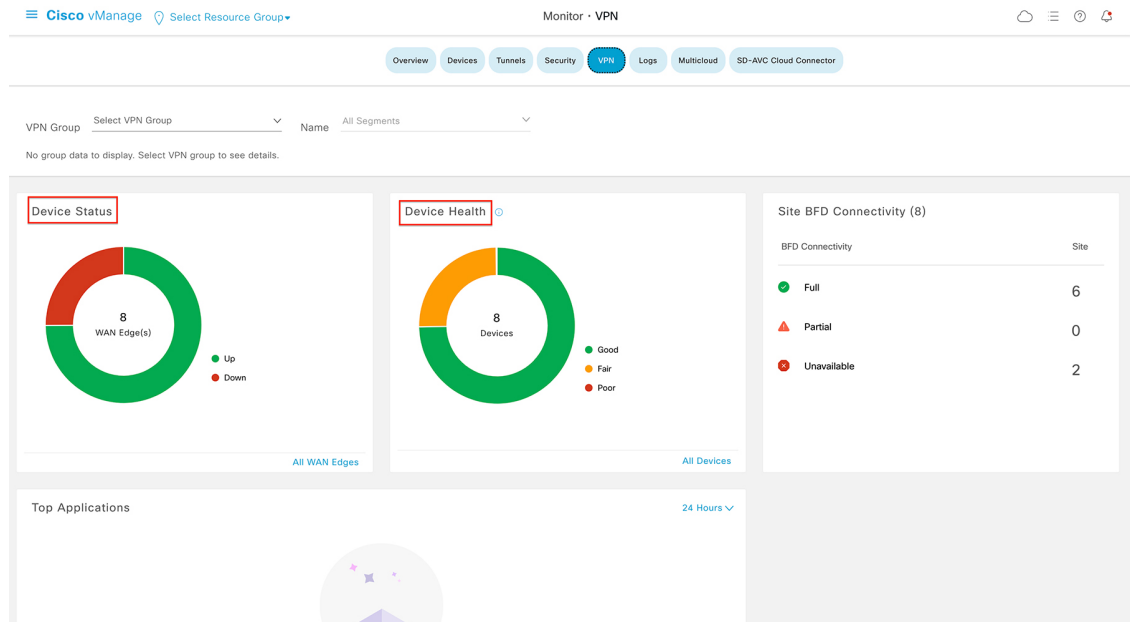 Cisco vManage Select Resource Group Monitor · VPN
Overview Devices Tunnels Security VPN Logs Multicloud SD-AVC Cloud Connector
VPN Group Select VPN Group Name All Segments
No group data to display. Select VPN group to see details.
Device Status
8
WAN Edge(s)
Up
Down
All WAN Edges
Device Health
8
Devices
Good
Fair
Poor
All Devices
Site BFD Connectivity (8)
BFD Connectivity Site
Full 6
Partial 0
Unavailable 2
Top Applications 24 Hours